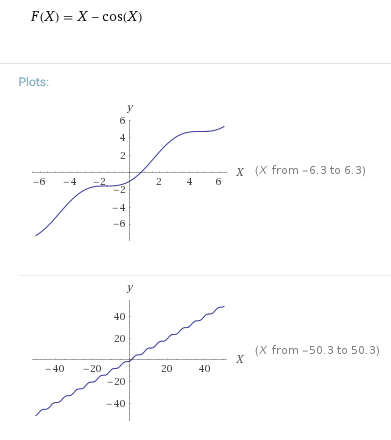 F(X) = X − cos(X)
Plots:
y
6
4
2
−6 −4 −2 2 4 6 X (X from −6.3 to 6.3)
−2
−4
−6
y
40
20
−40 −20 20 40 X (X from −50.3 to 50.3)
−20
−40